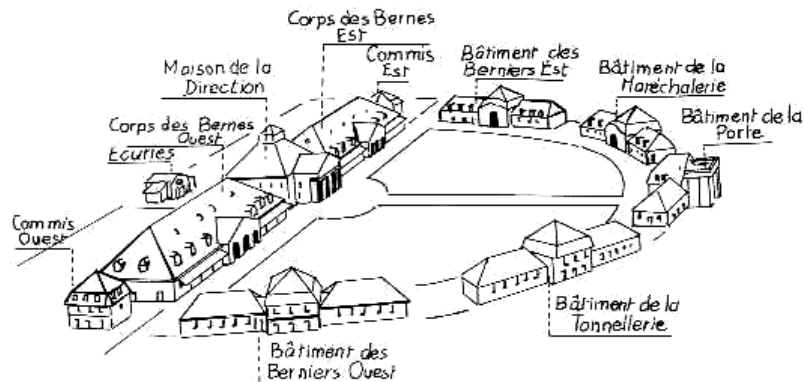 Corps des Bernes
Est
Commis
Est
Maison de la
Direction
Corps des Bernes
Ouest
Écuries
Commis
Ouest
Bâtiment des
Berniers Est
Bâtiment de la
Maréchalerie
Bâtiment de la
Porte
Bâtiment de la
Tonnellerie
Bâtiment des
Berniers Ouest